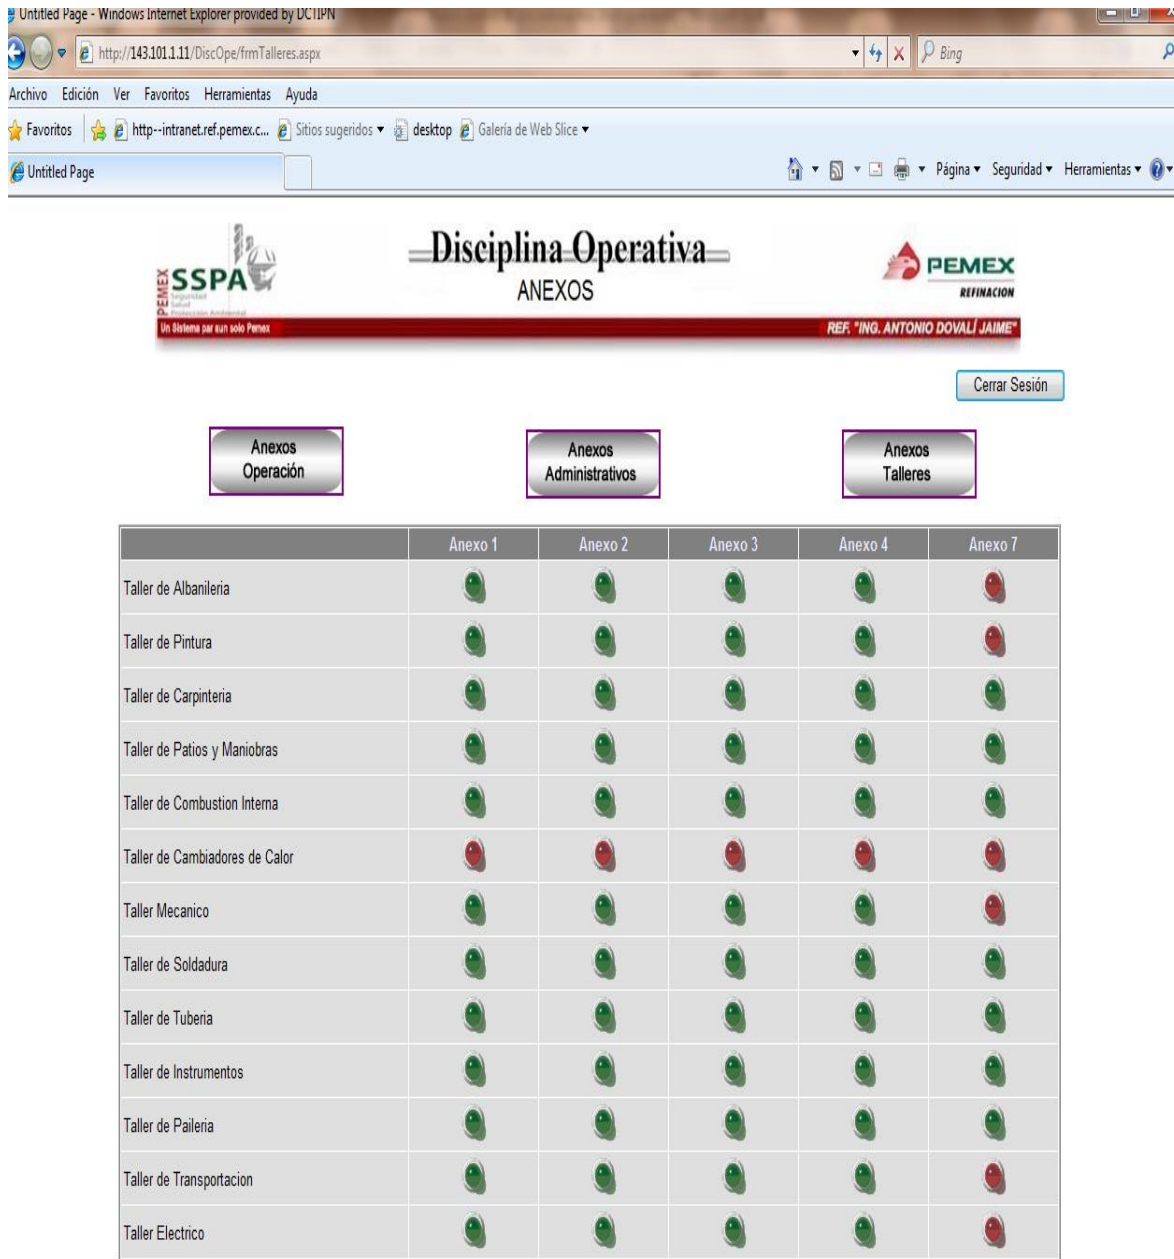 Untitled Page - Windows Internet Explorer provided by DCTIPN
http://143.101.1.11/DiscOpe/frmTalleres.aspx
Bing
Archivo Edición Ver Favoritos Herramientas Ayuda
Favoritos http--intranet.ref.pemex.c... Sitios sugeridos desktop Galería de Web Slice
Untitled Page
Página Seguridad Herramientas
PEMEX
SSPA
Seguridad
Salud
Protección Ambiental
Un Sistema par aun solo Pemex
Disciplina Operativa
ANEXOS
PEMEX
REFINACION
REF. "ING. ANTONIO DOVALÍ JAIME"
Cerrar Sesión
Anexos
Operación
Anexos
Administrativos
Anexos
Talleres
Anexo 1 Anexo 2 Anexo 3 Anexo 4 Anexo 7
Taller de Albanileria
Taller de Pintura
Taller de Carpinteria
Taller de Patios y Maniobras
Taller de Combustion Interna
Taller de Cambiadores de Calor
Taller Mecanico
Taller de Soldadura
Taller de Tuberia
Taller de Instrumentos
Taller de Paileria
Taller de Transportacion
Taller Electrico